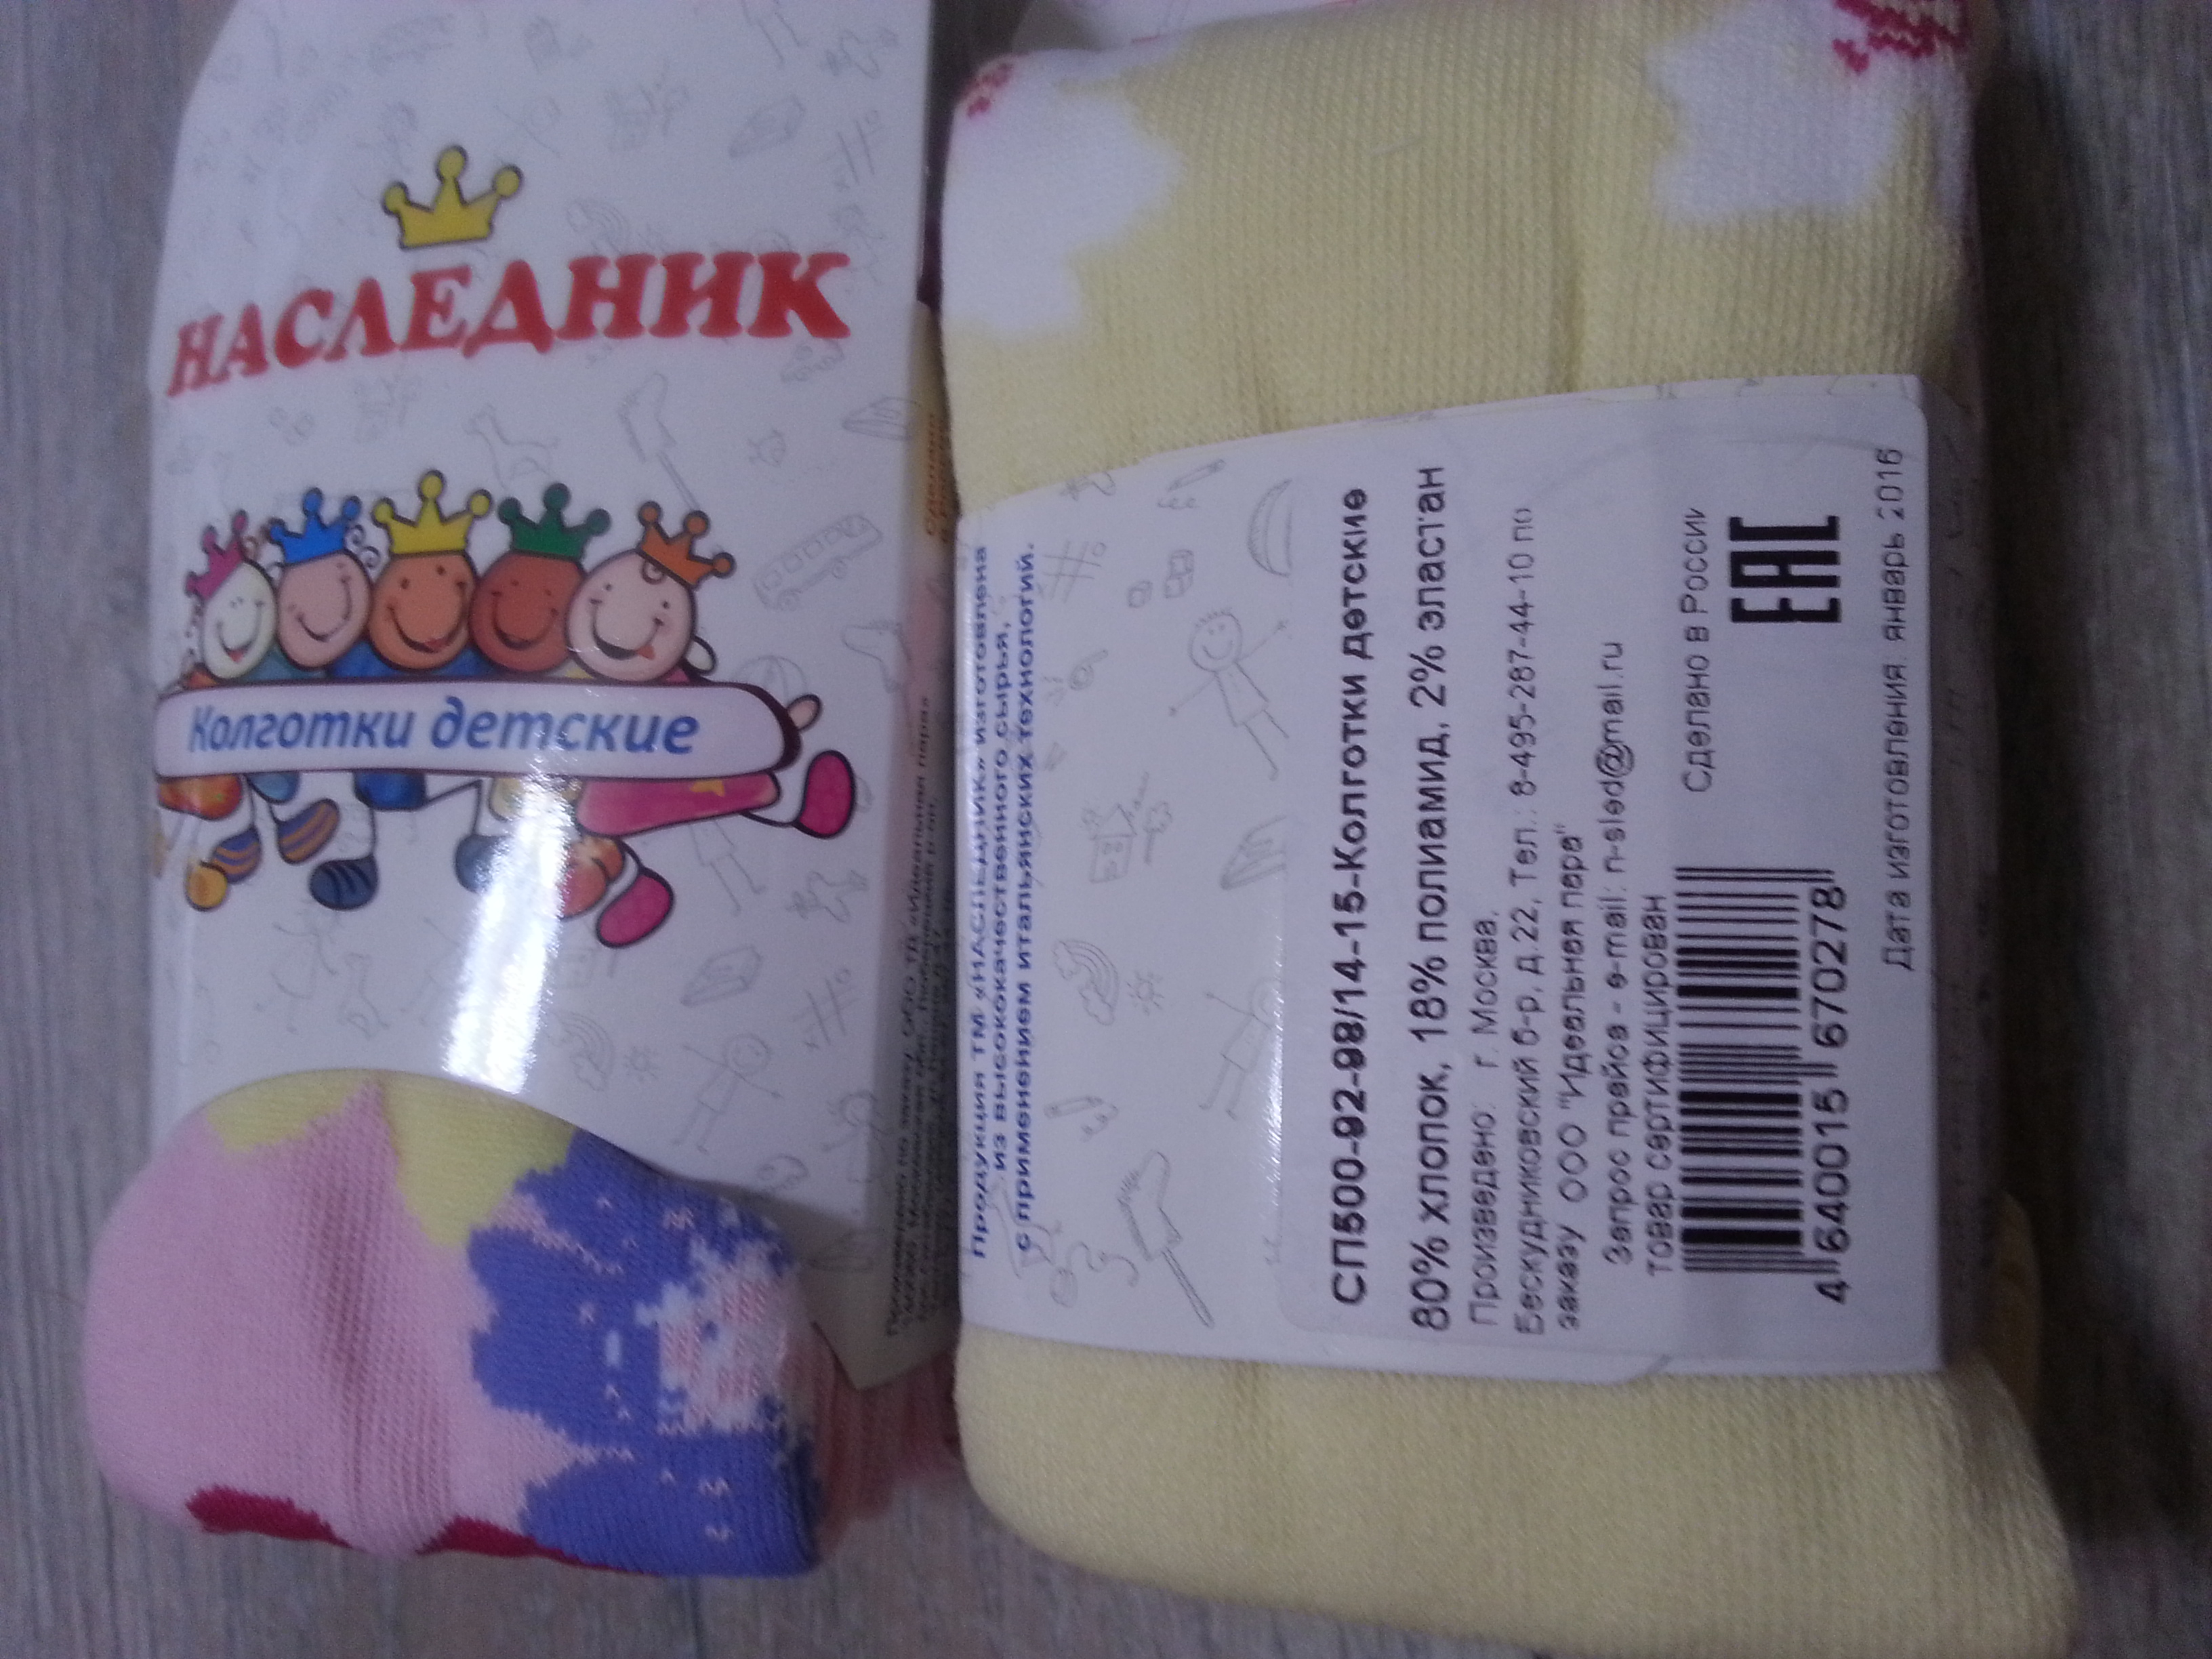 НАСЛЕДНИК
Колготки детские
Продукция ТМ «НАСЛЕДНИК» изготовлена
из высококачественного сырья,
с применением итальянских технологий.
СП500-92-98/14-15-Колготки детские
80% хлопок, 18% полиамид, 2% эластан
Произведено: г. Москва,
Бескудниковский б-р, д.22, Тел.: 8-495-287-44-10 по
заказу ООО "Идеальная пара"
Запрос прайса - e-mail: n-sled@mail.ru
товар сертифицирован
Сделано в России
EAC
4 640015 670278
Дата изготовления: январь 2016